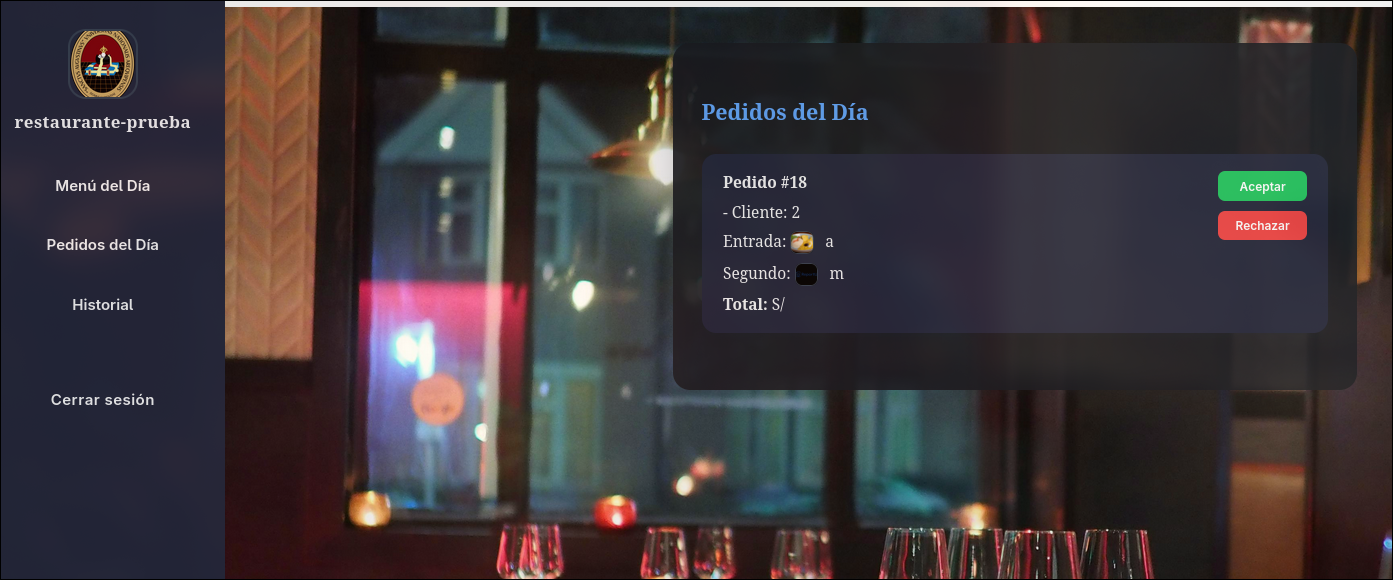 restaurante-prueba
Menú del Día
Pedidos del Día
Historial
Cerrar sesión
Pedidos del Día
Pedido #18
- Cliente: 2
Entrada: a
Segundo: m
Total: S/
Aceptar
Rechazar